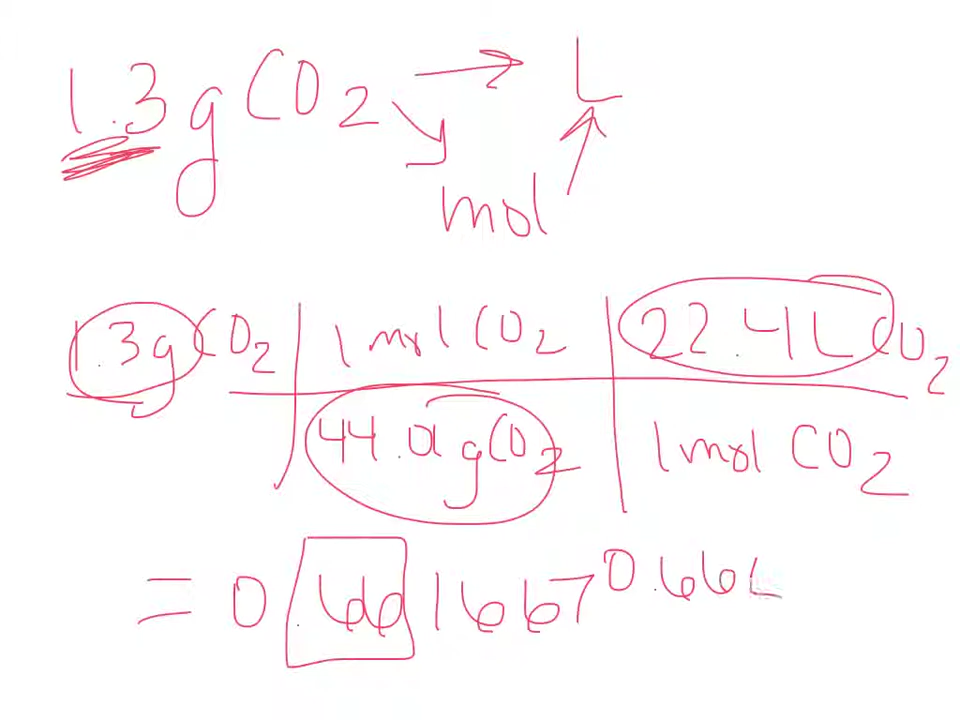 1.3g CO2 → L
mol
1.3g CO2 | 1 mol CO2 | 22.4L CO2
44.01g CO2 | 1 mol CO2
= 0.661667 0.66